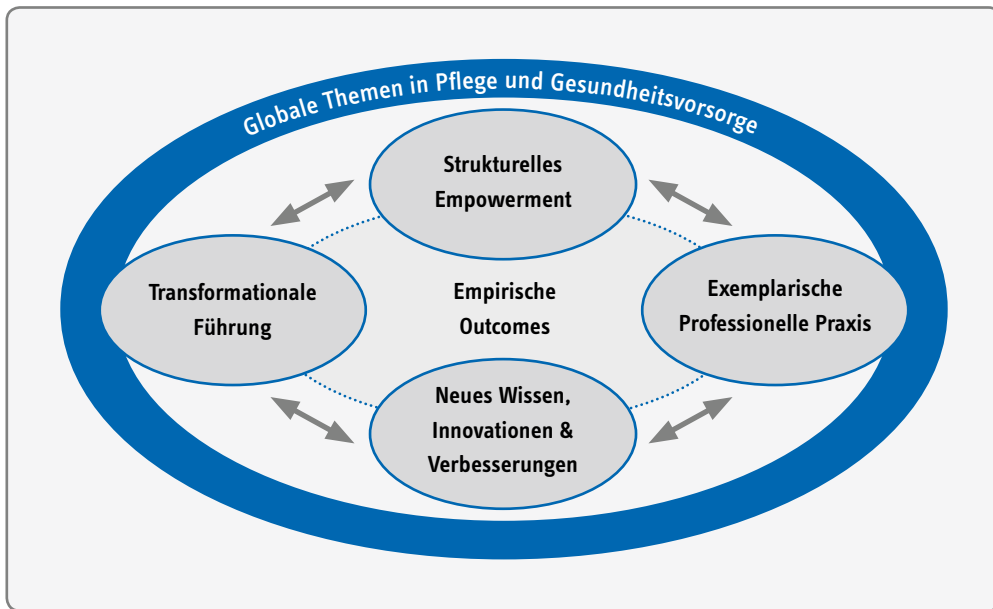 Globale Themen in Pflege und Gesundheitsvorsorge
Strukturelles
Empowerment
Transformationale
Führung
Empirische
Outcomes
Exemplarische
Professionelle Praxis
Neues Wissen,
Innovationen &
Verbesserungen